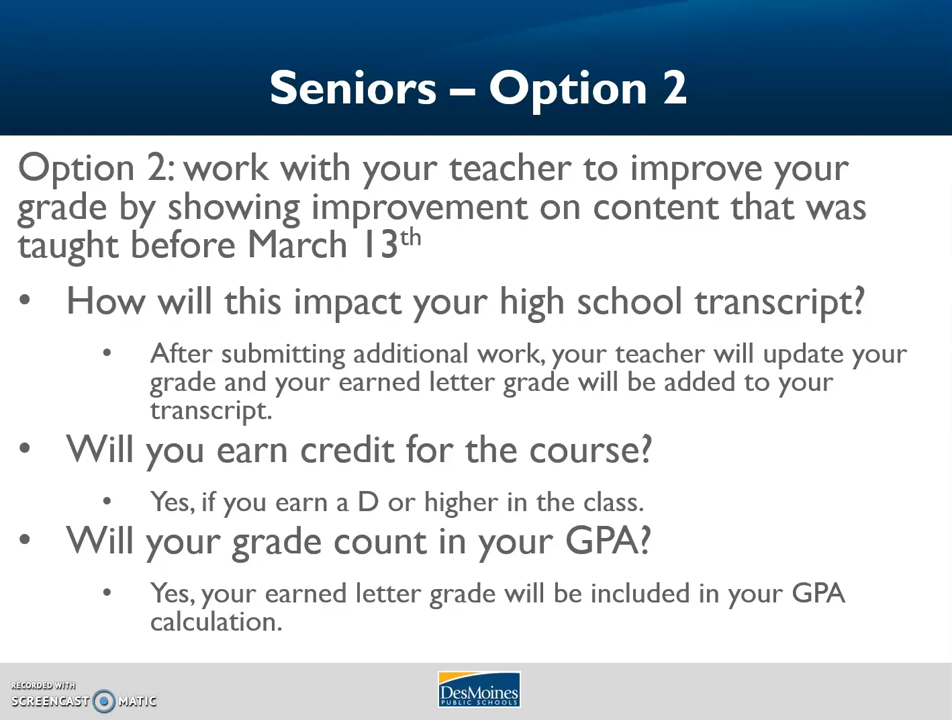 Seniors – Option 2
Option 2: work with your teacher to improve your
grade by showing improvement on content that was
taught before March 13th
• How will this impact your high school transcript?
• After submitting additional work, your teacher will update your
grade and your earned letter grade will be added to your
transcript.
• Will you earn credit for the course?
• Yes, if you earn a D or higher in the class.
• Will your grade count in your GPA?
• Yes, your earned letter grade will be included in your GPA
calculation.
RECORDED WITH
SCREENCAST MATIC
DesMoines
PUBLIC SCHOOLS